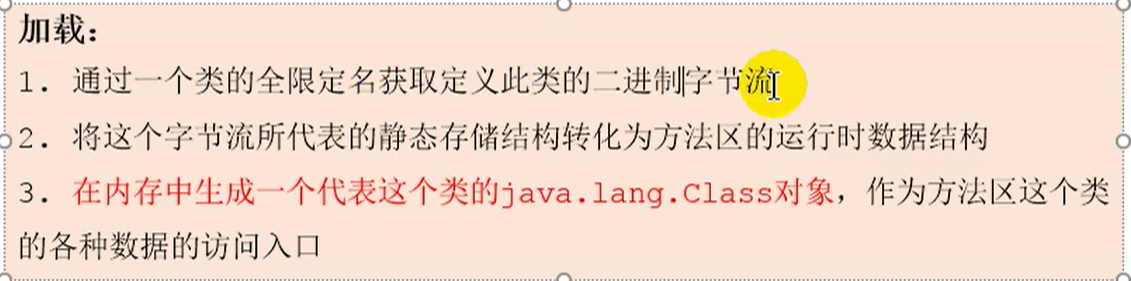 加载：
1. 通过一个类的全限定名获取定义此类的二进制字节流
2. 将这个字节流所代表的静态存储结构转化为方法区的运行时数据结构
3. 在内存中生成一个代表这个类的java.lang.Class对象，作为方法区这个类
的各种数据的访问入口